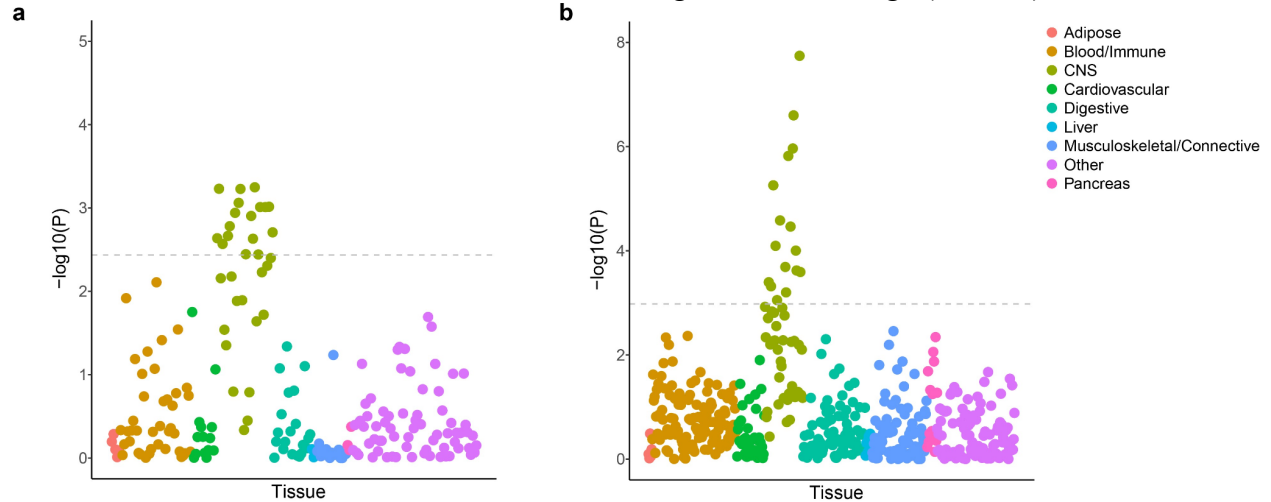 a
5
4
3
2
1
0
−log10(P)
Tissue
b
8
6
4
2
0
−log10(P)
Tissue
Adipose
Blood/Immune
CNS
Cardiovascular
Digestive
Liver
Musculoskeletal/Connective
Other
Pancreas